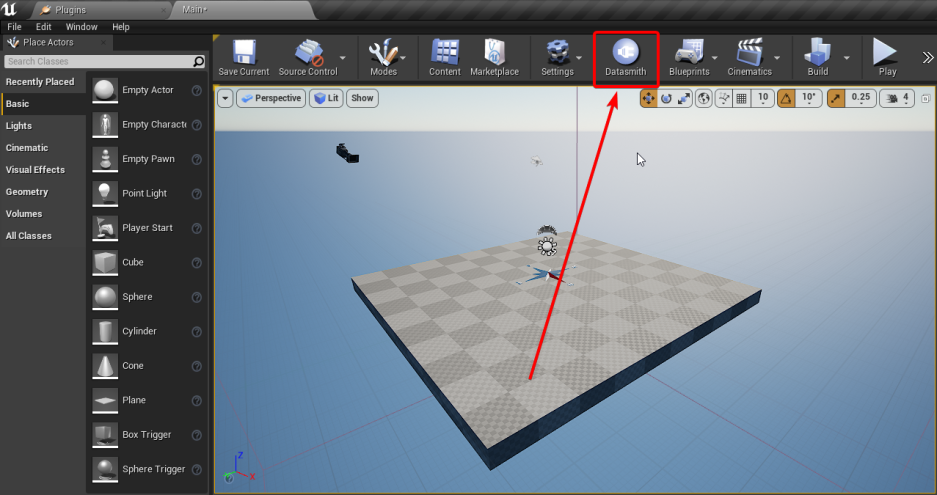 Plugins
Main*
File Edit Window Help
Place Actors
Search Classes
Recently Placed
Basic
Lights
Cinematic
Visual Effects
Geometry
Volumes
All Classes
Empty Actor
Empty Characte
Empty Pawn
Point Light
Player Start
Cube
Sphere
Cylinder
Cone
Plane
Box Trigger
Sphere Trigger
Save Current Source Control Modes Content Marketplace Settings Datasmith Blueprints Cinematics Build Play
Perspective Lit Show 10 10° 0.25 4
Z
X